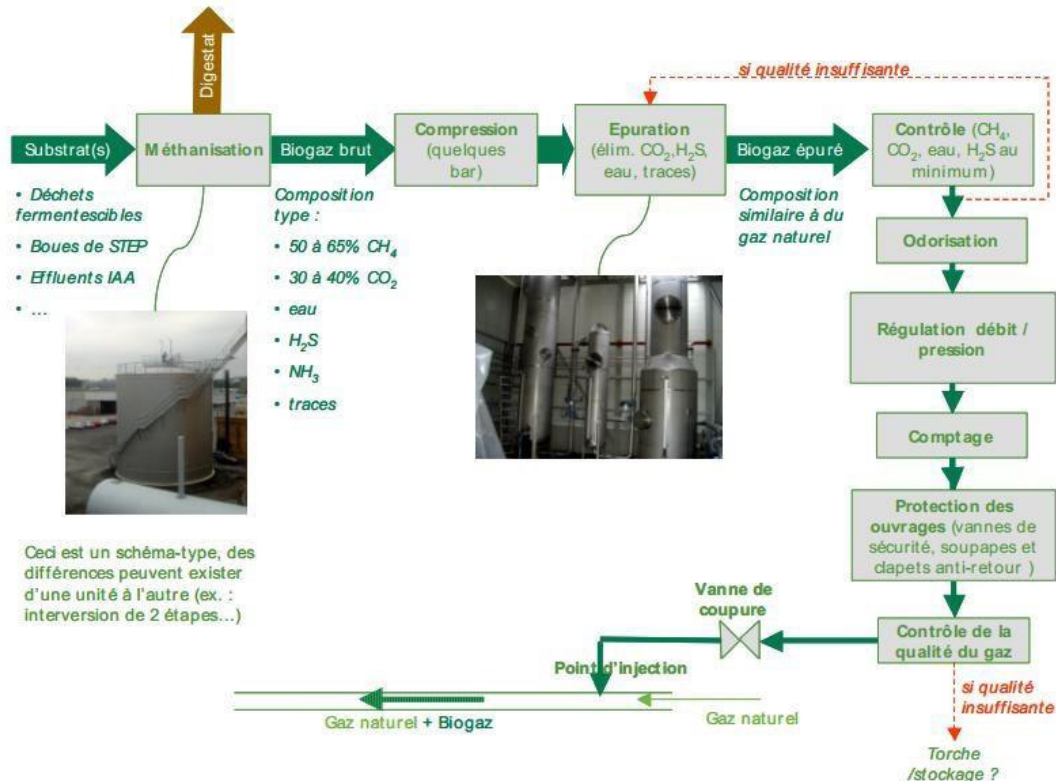 Digestat
si qualité insuffisante
Substrat(s)
Méthanisation
Biogaz brut
Compression
(quelques
bar)
Epuration
(élim. CO₂,H₂S,
eau, traces)
Biogaz épuré
Contrôle (CH₄,
CO₂, eau, H₂S au
minimum)
• Déchets
fermentescibles
• Boues de STEP
• Effluents IAA
• ...
Composition
type :
• 50 à 65% CH₄
• 30 à 40% CO₂
• eau
• H₂S
• NH₃
• traces
Composition
similaire à du
gaz naturel
Odorisation
Régulation débit /
pression
Comptage
Protection des
ouvrages (vannes de
sécurité, soupapes et
clapets anti-retour )
Ceci est un schéma-type, des
différences peuvent exister
d'une unité à l'autre (ex. :
interversion de 2 étapes...)
Vanne de
coupure
Contrôle de la
qualité du gaz
Point d'injection
si qualité
insuffisante
Gaz naturel + Biogaz
Gaz naturel
Torche
/stockage ?